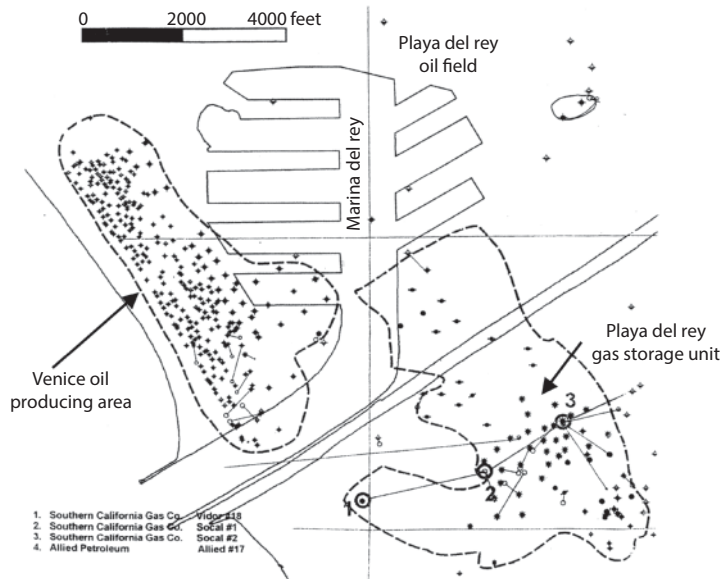 0 2000 4000 feet
Playa del rey
oil field
Marina del rey
Playa del rey
gas storage unit
Venice oil
producing area
3
2
1
1. Southern California Gas Co. Vidor #18
2. Southern California Gas Co. Socal #1
3. Southern California Gas Co. Socal #2
4. Allied Petroleum Allied #17